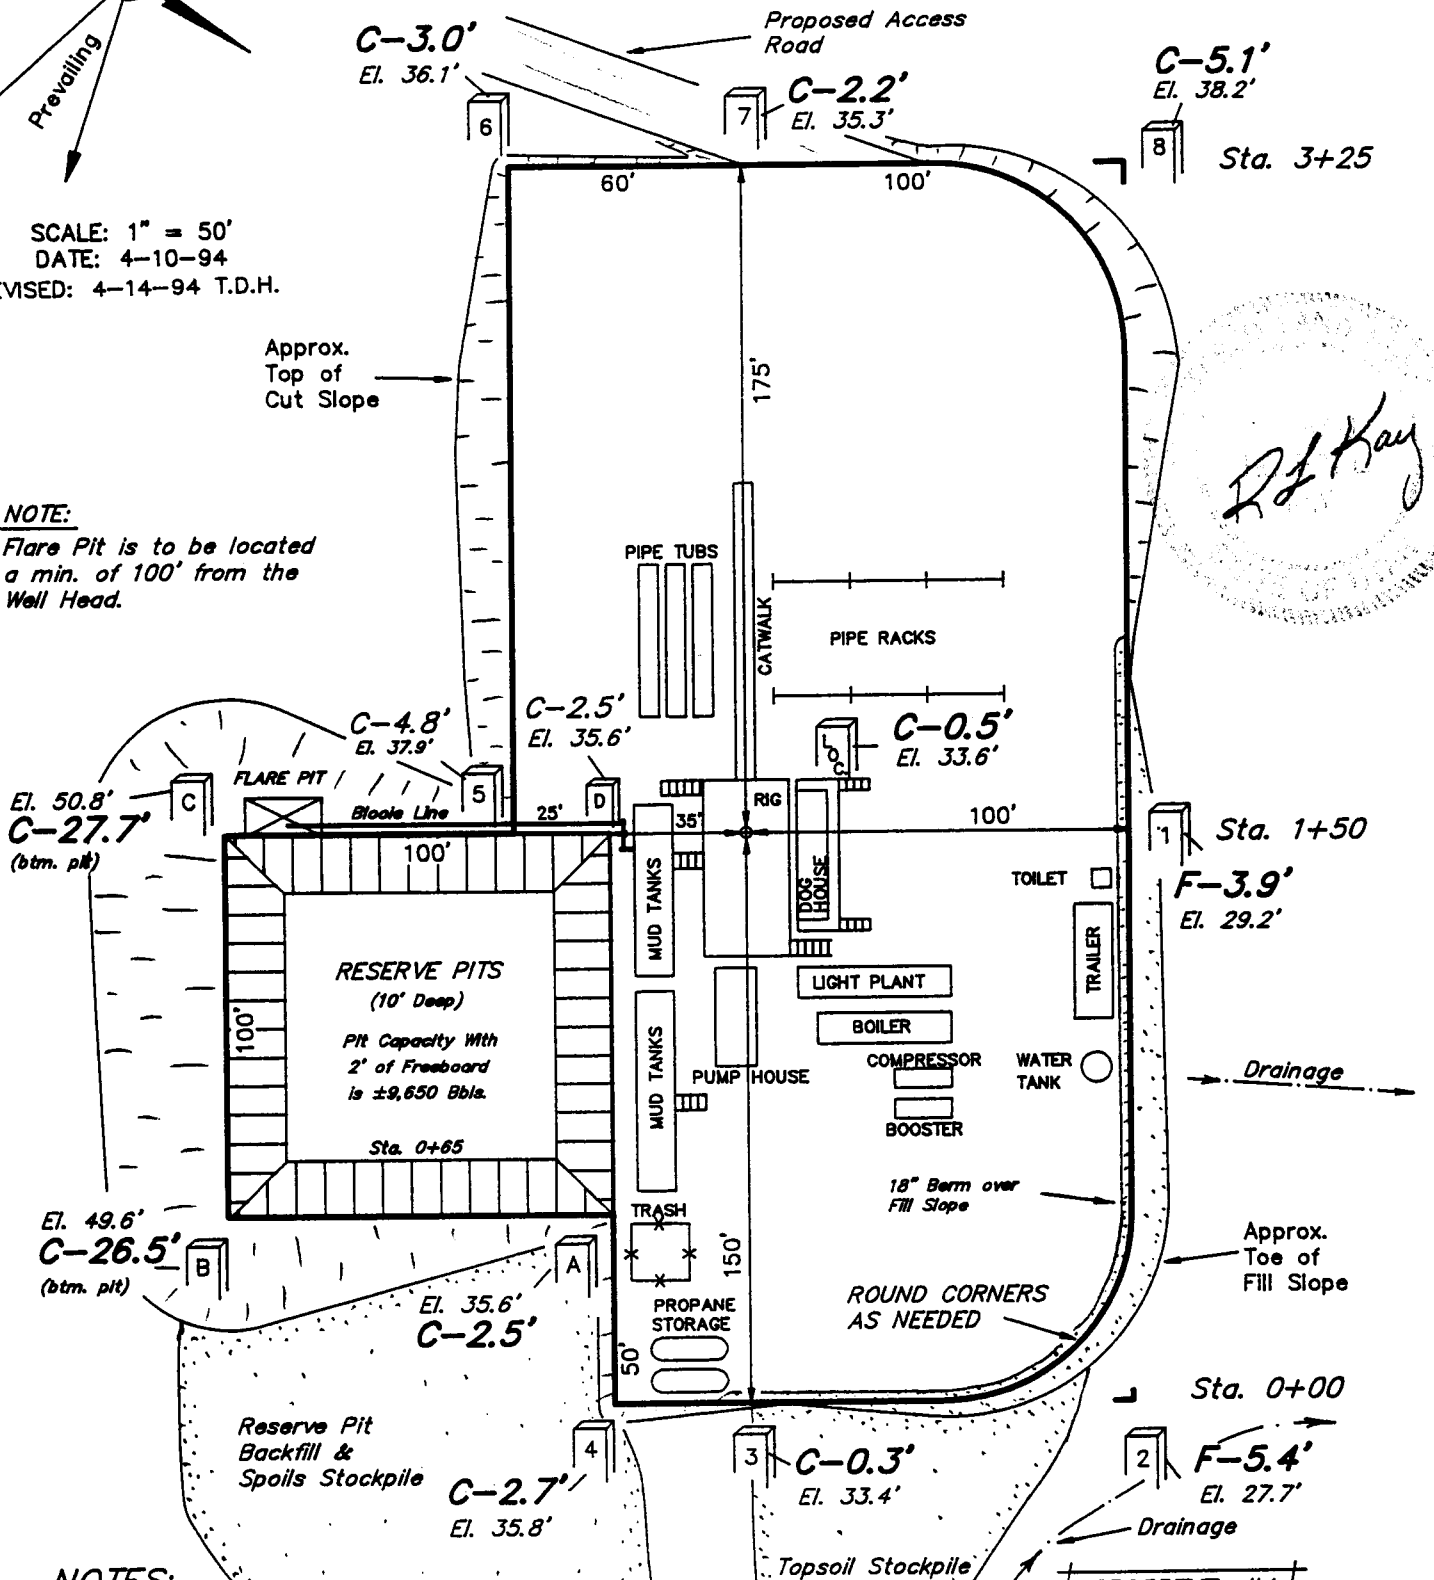 Proposed Access
Road
Prevailing
C-3.0'
El. 36.1'
6
7
C-2.2'
El. 35.3'
C-5.1'
El. 38.2'
8
Sta. 3+25
60'
100'
SCALE: 1" = 50'
DATE: 4-10-94
VISED: 4-14-94 T.D.H.
Approx.
Top of
Cut Slope
175'
NOTE:
Flare Pit is to be located
a min. of 100' from the
Well Head.
R L Kay
PIPE TUBS
CATWALK
PIPE RACKS
C-4.8'
El. 37.9'
C-2.5'
El. 35.6'
LOC
C-0.5'
El. 33.6'
El. 50.8'
C-27.7'
(btm. pit)
C
FLARE PIT
Blooie Line
5
25'
D
35'
RIG
100'
1
Sta. 1+50
F-3.9'
El. 29.2'
100'
MUD TANKS
DOG HOUSE
TOILET
TRAILER
RESERVE PITS
(10' Deep)
Pit Capacity With
2' of Freeboard
is ±9,650 Bbls.
100'
Sta. 0+65
LIGHT PLANT
BOILER
COMPRESSOR
BOOSTER
PUMP HOUSE
MUD TANKS
WATER
TANK
Drainage
18" Berm over
Fill Slope
TRASH
El. 49.6'
C-26.5'
(btm. pit)
B
A
El. 35.6'
C-2.5'
150'
PROPANE
STORAGE
50'
ROUND CORNERS
AS NEEDED
Approx.
Toe of
Fill Slope
Sta. 0+00
Reserve Pit
Backfill &
Spoils Stockpile
4
C-2.7'
El. 35.8'
3
C-0.3'
El. 33.4'
2
F-5.4'
El. 27.7'
Drainage
Topsoil Stockpile
NOTES: